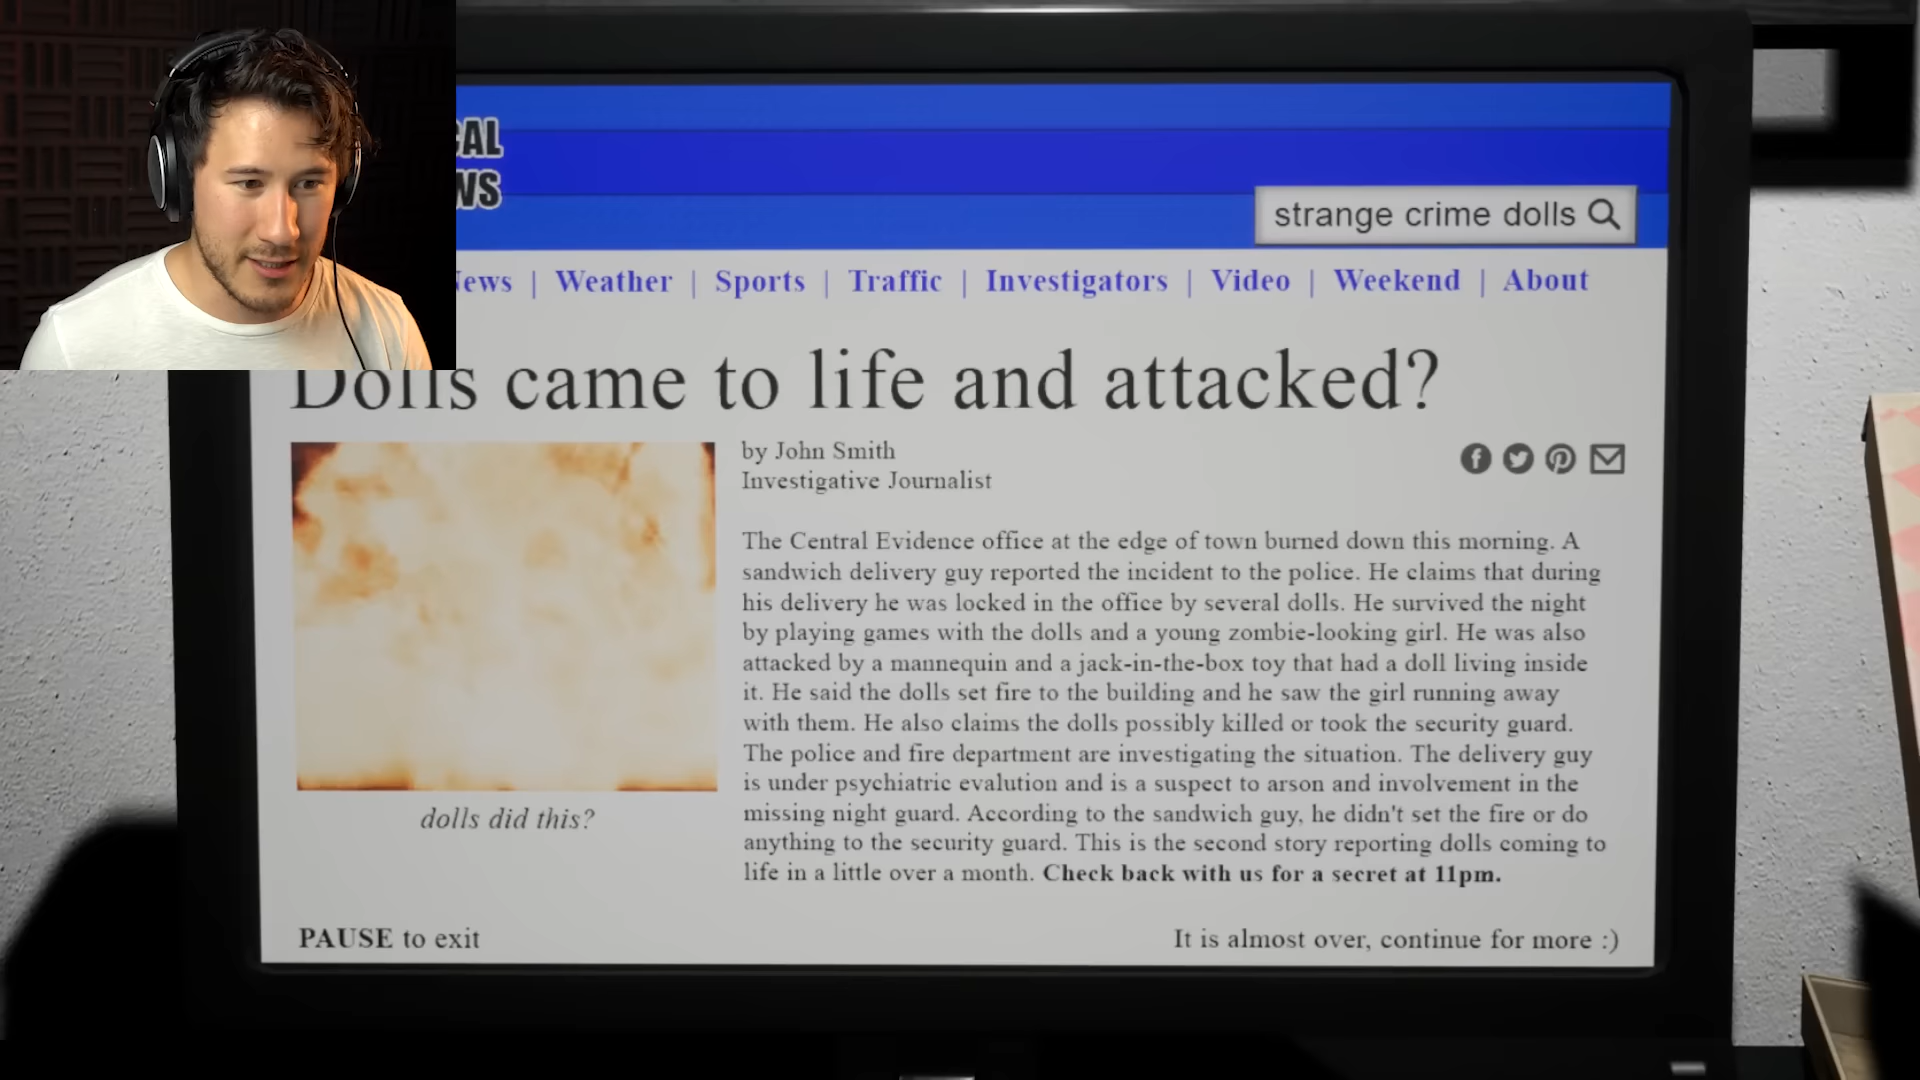 CAL
WS
strange crime dolls
News | Weather | Sports | Traffic | Investigators | Video | Weekend | About
Dolls came to life and attacked?
by John Smith
Investigative Journalist
The Central Evidence office at the edge of town burned down this morning. A
sandwich delivery guy reported the incident to the police. He claims that during
his delivery he was locked in the office by several dolls. He survived the night
by playing games with the dolls and a young zombie-looking girl. He was also
attacked by a mannequin and a jack-in-the-box toy that had a doll living inside
it. He said the dolls set fire to the building and he saw the girl running away
with them. He also claims the dolls possibly killed or took the security guard.
The police and fire department are investigating the situation. The delivery guy
is under psychiatric evalution and is a suspect to arson and involvement in the
missing night guard. According to the sandwich guy, he didn't set the fire or do
anything to the security guard. This is the second story reporting dolls coming to
life in a little over a month. Check back with us for a secret at 11pm.
dolls did this?
PAUSE to exit
It is almost over, continue for more :)